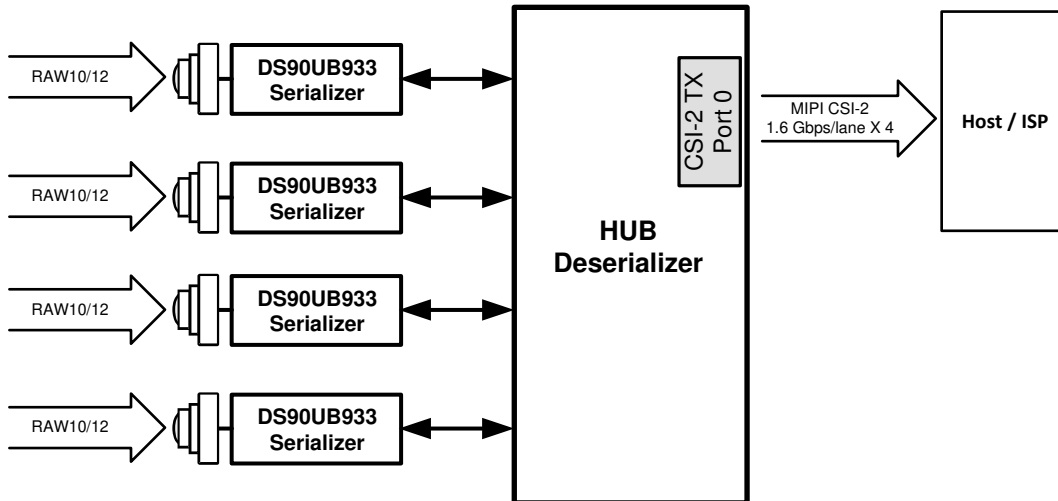 RAW10/12
DS90UB933
Serializer
RAW10/12
DS90UB933
Serializer
RAW10/12
DS90UB933
Serializer
RAW10/12
DS90UB933
Serializer
HUB
Deserializer
CSI-2 TX
Port 0
MIPI CSI-2
1.6 Gbps/lane X 4
Host / ISP